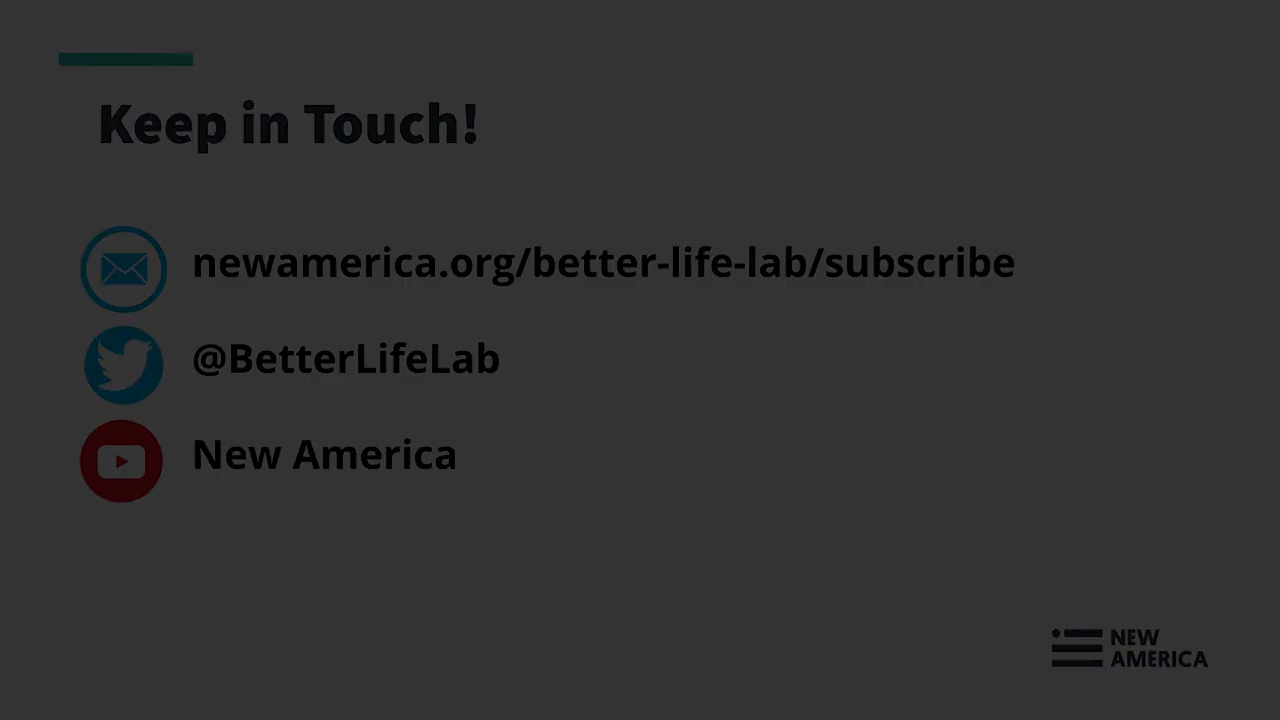 Keep in Touch!
newamerica.org/better-life-lab/subscribe
@BetterLifeLab
New America
NEW
AMERICA